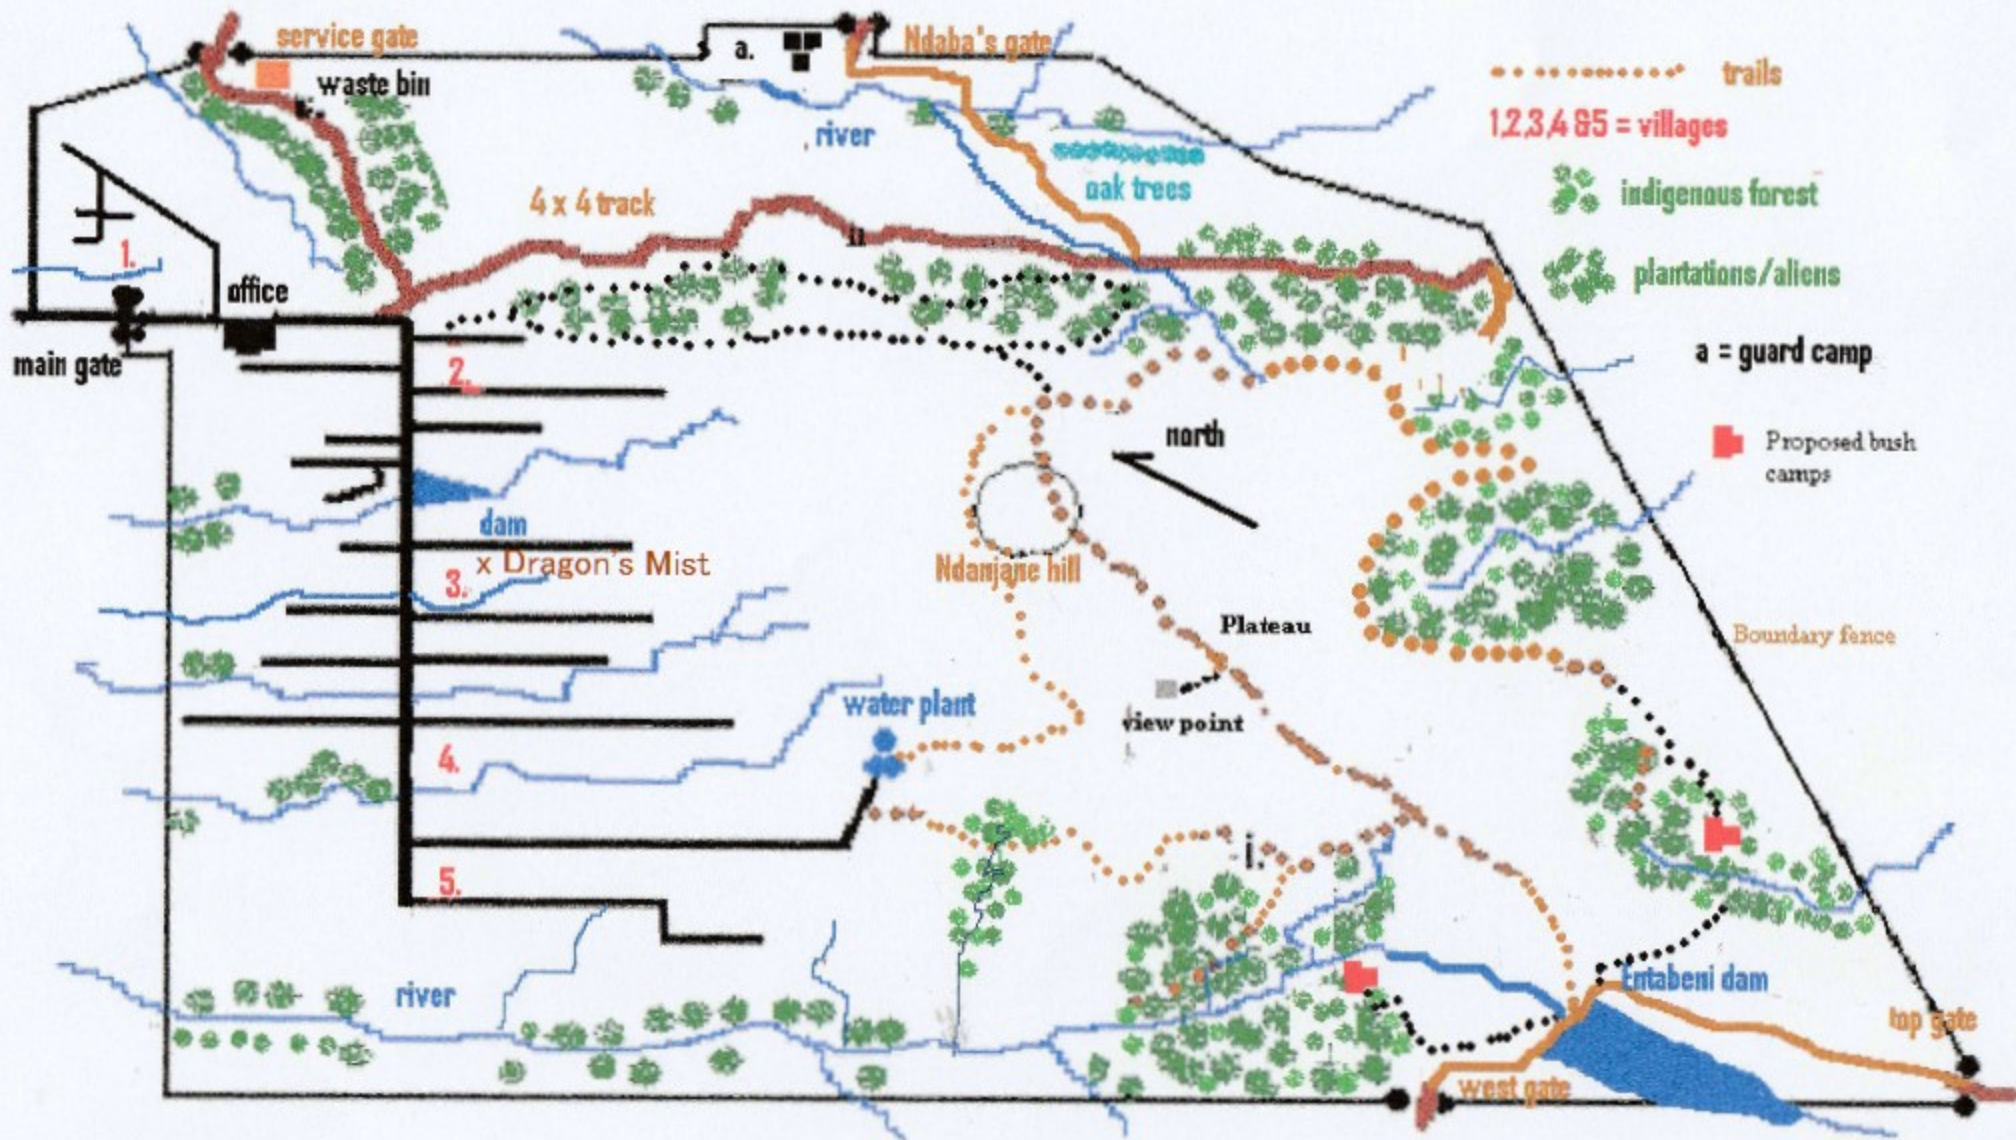 service gate
a.
Ndaba's gate
waste bin
trails
1,2,3,4 &5 = villages
river
4 x 4 track
oak trees
indigenous forest
1.
office
plantations/aliens
main gate
2.
a = guard camp
north
Proposed bush
camps
dam
x Dragon's Mist
3.
Ndanjane hill
Plateau
Boundary fence
water plant
view point
4.
i.
5.
river
Entabeni dam
top gate
west gate